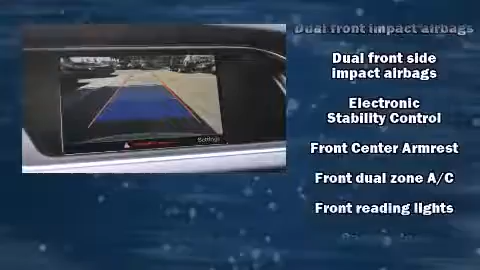 Dual front impact airbags
Dual front side
impact airbags
Electronic
Stability Control
Front Center Armrest
Front dual zone A/C
Front reading lights
Settings